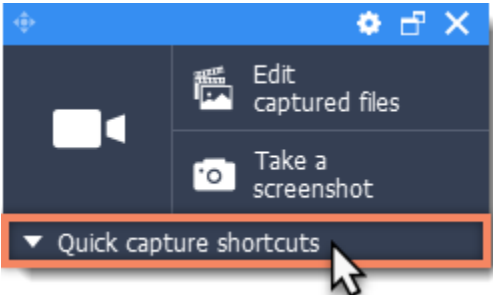 Edit
captured files
Take a
screenshot
Quick capture shortcuts